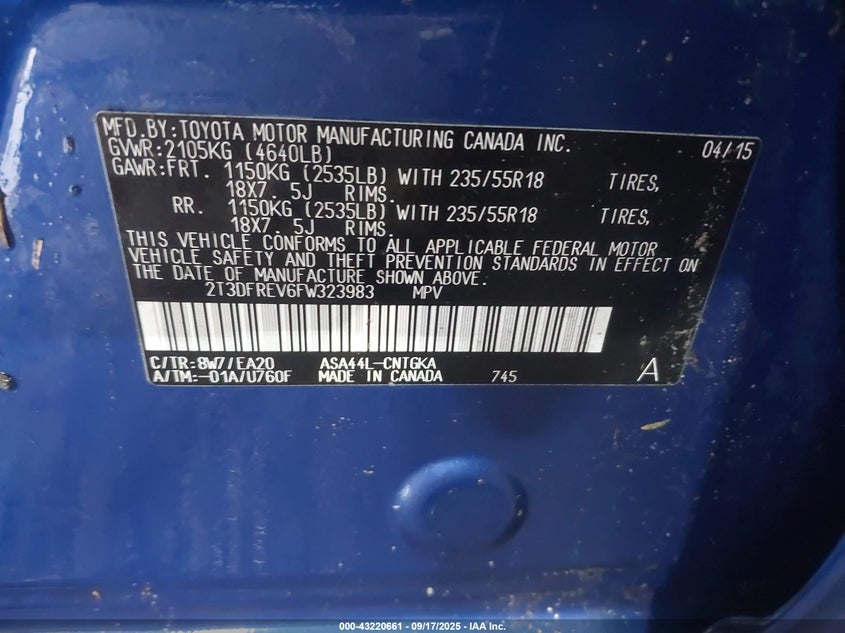 MFD.BY:TOYOTA MOTOR MANUFACTURING CANADA INC. 04/15
GVWR:2105KG (4640LB)
GAWR:FRT. 1150KG (2535LB) WITH 235/55R18 TIRES,
18X7. 5J RIMS.
RR. 1150KG (2535LB) WITH 235/55R18 TIRES,
18X7. 5J RIMS.
THIS VEHICLE CONFORMS TO ALL APPLICABLE FEDERAL MOTOR
VEHICLE SAFETY AND THEFT PREVENTION STANDARDS IN EFFECT ON
THE DATE OF MANUFACTURE SHOWN ABOVE.
2T3DFREV6FW323983 MPV
C/TR:8W7/EA20 ASA44L-CNTGKA
A/TM:-01A/U760F MADE IN CANADA 745 A
000-43220661 - 09/17/2025 - IAA Inc.